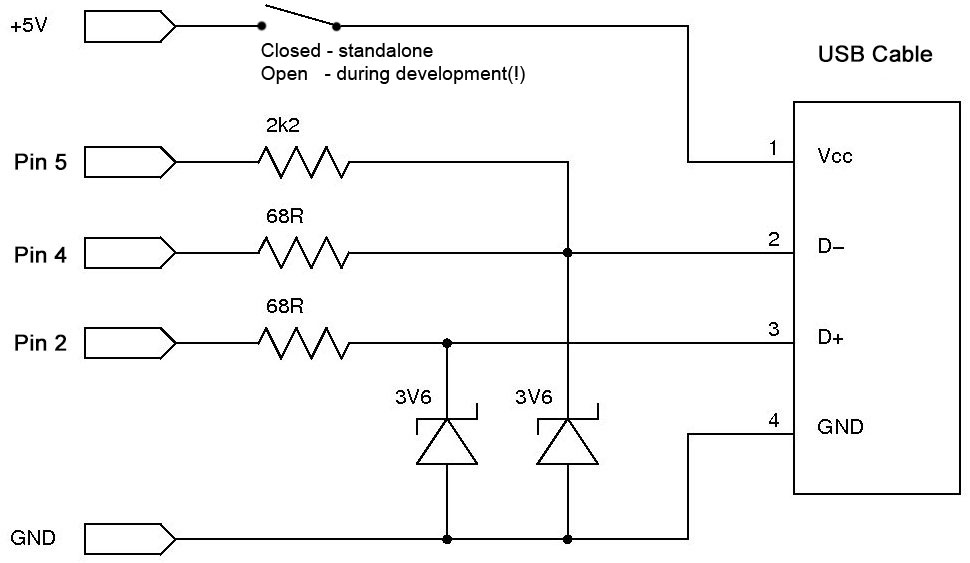 +5V
Closed - standalone
Open - during development(!)
USB Cable
2k2
Pin 5
1
Vcc
68R
Pin 4
2
D−
68R
Pin 2
3
D+
3V6
3V6
4
GND
GND